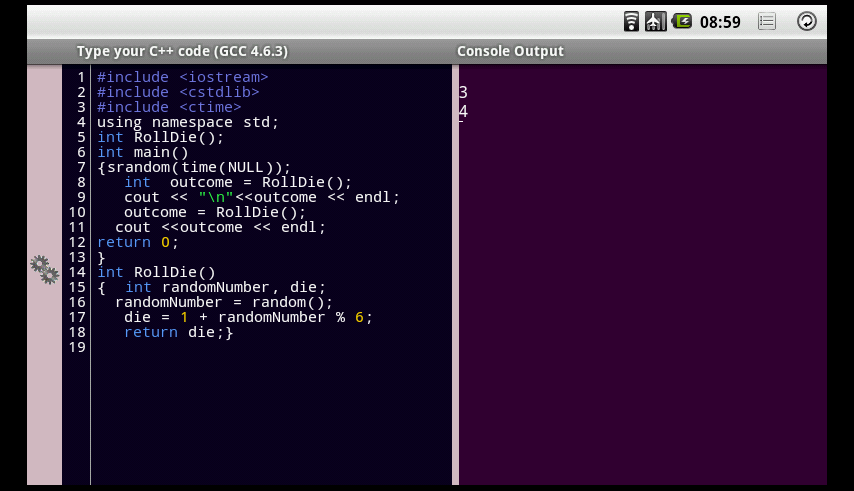 08:59
Type your C++ code (GCC 4.6.3) Console Output
1 #include <iostream>
2 #include <cstdlib>
3 #include <ctime>
4 using namespace std;
5 int RollDie();
6 int main()
7 {srandom(time(NULL));
8    int  outcome = RollDie();
9    cout << "\n"<<outcome << endl;
10    outcome = RollDie();
11   cout <<outcome << endl;
12 return 0;
13 }
14 int RollDie()
15 {  int randomNumber, die;
16   randomNumber = random();
17    die = 1 + randomNumber % 6;
18    return die;}
19
3
4